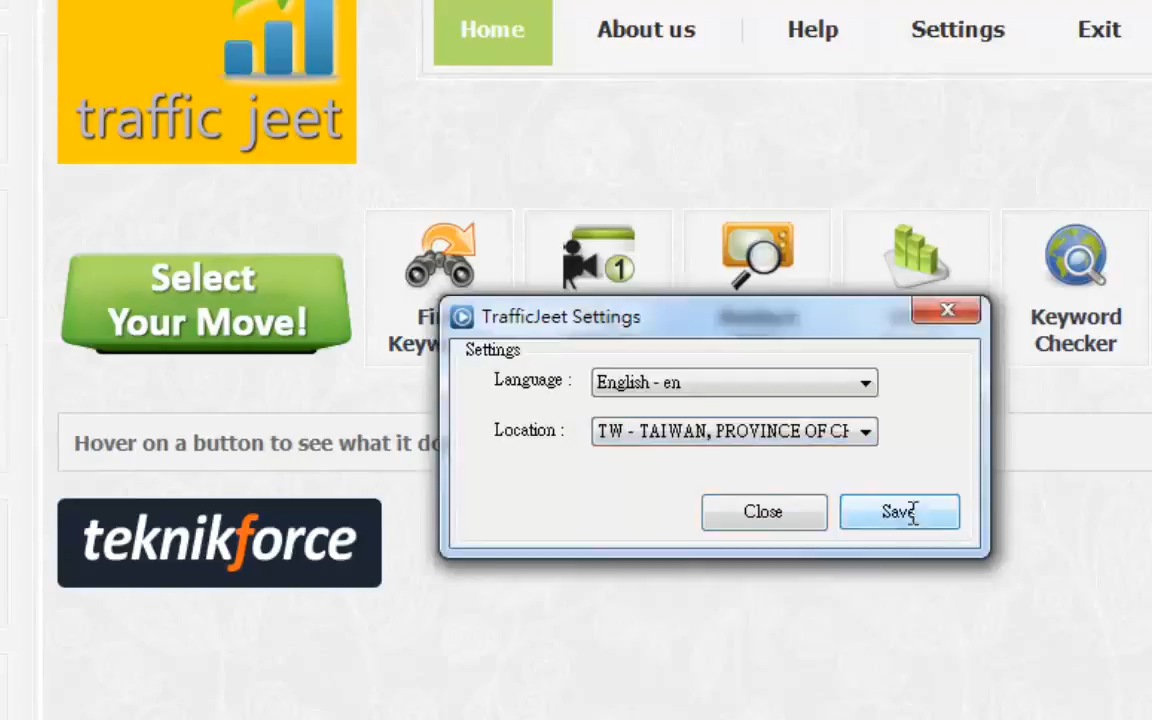 Home
About us
Help
Settings
Exit
traffic jeet
Select
Your Move!
1
Keyword
Checker
TrafficJeet Settings
Settings
Language :
English - en
Location :
TW - TAIWAN, PROVINCE OF CH
Hover on a button to see what it do
Close
Save
teknikforce